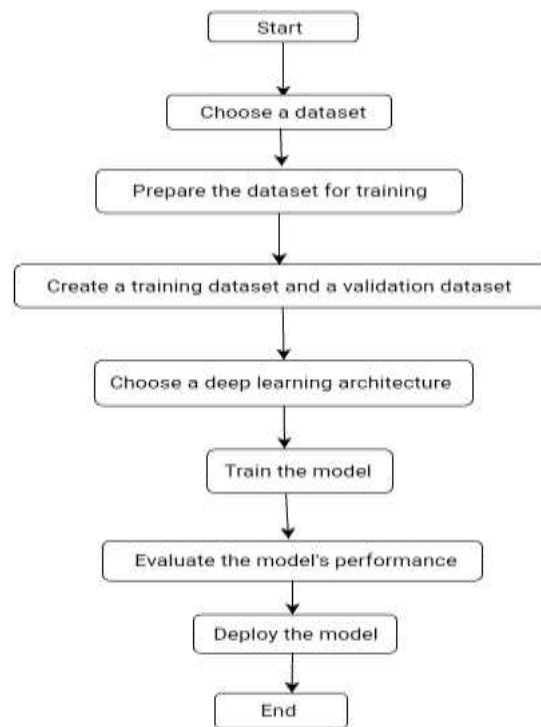 Start
Choose a dataset
Prepare the dataset for training
Create a training dataset and a validation dataset
Choose a deep learning architecture
Train the model
Evaluate the model's performance
Deploy the model
End